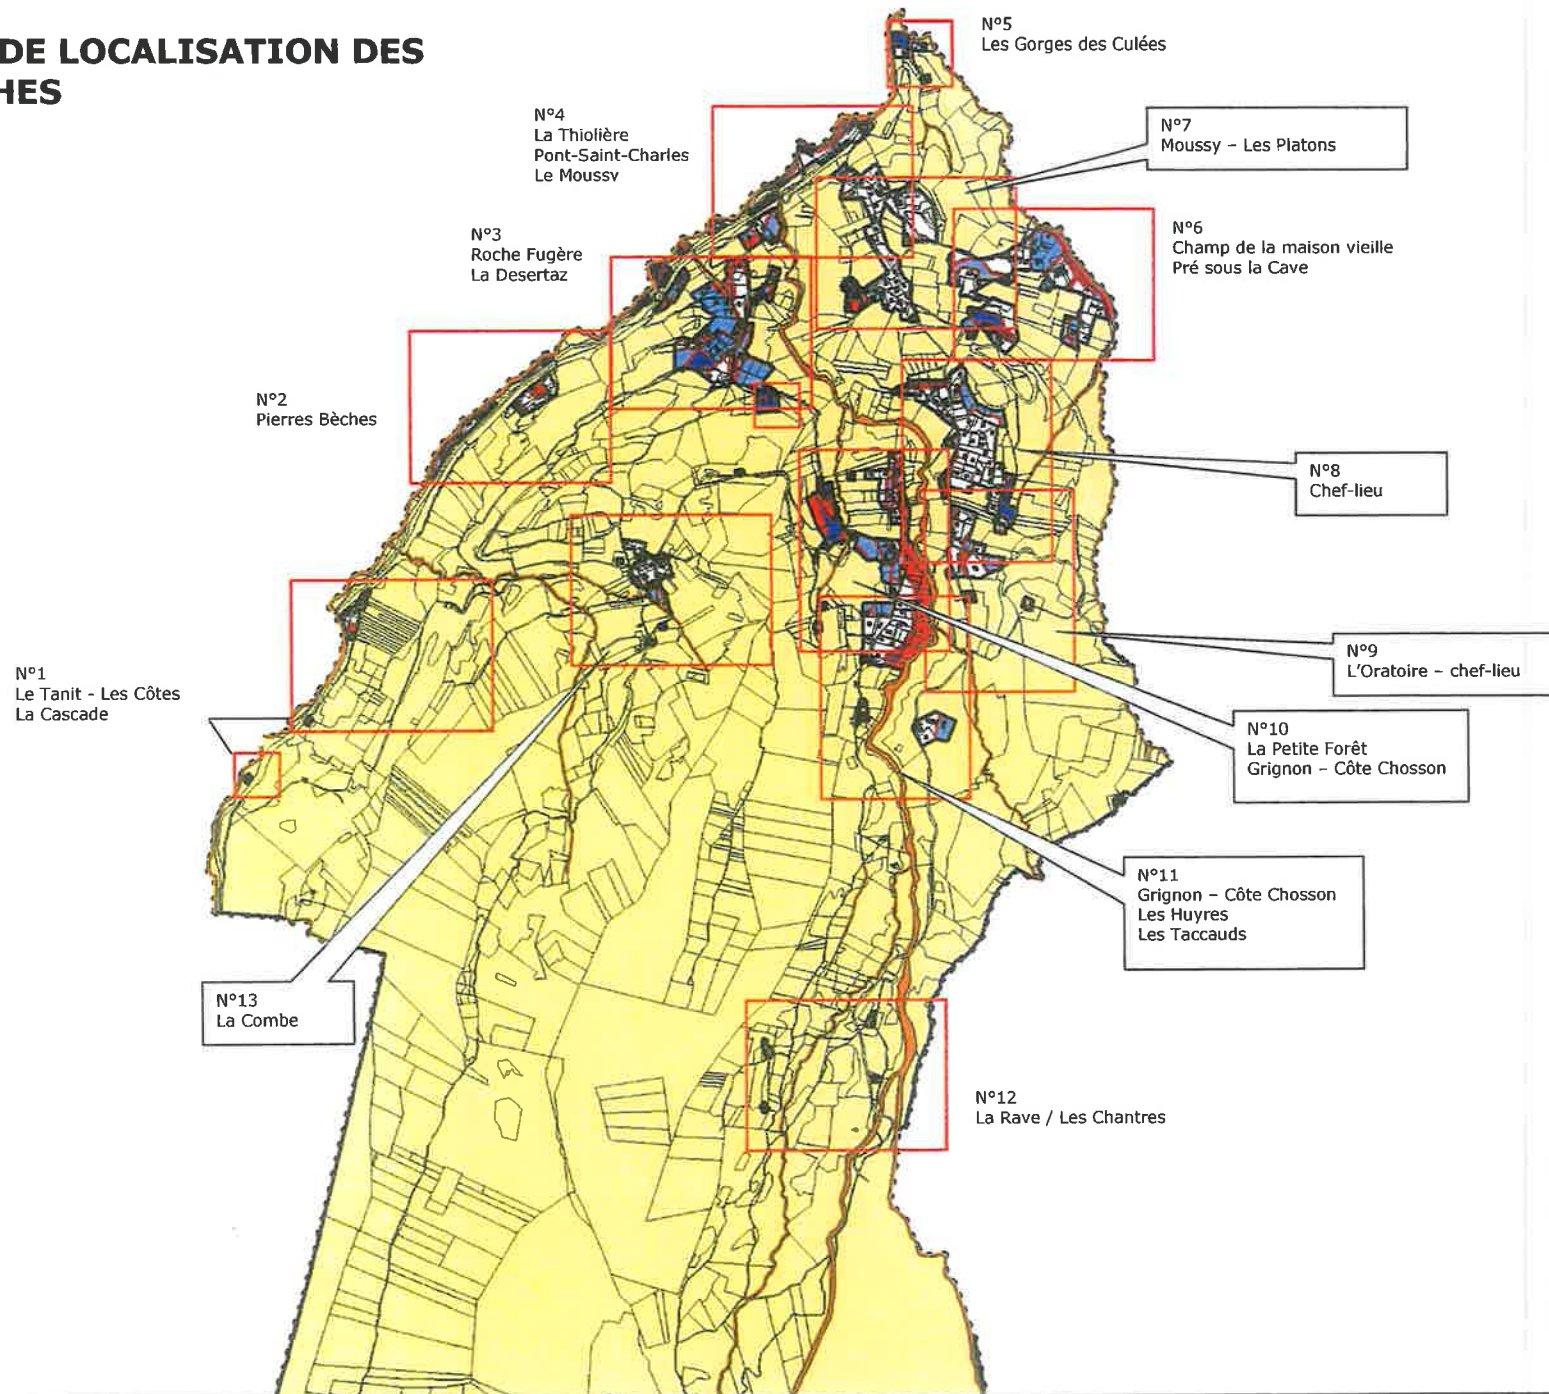 DE LOCALISATION DES
HES
N°5
Les Gorges des Culées
N°4
La Thiolière
Pont-Saint-Charles
Le Moussy
N°7
Moussy – Les Platons
N°3
Roche Fugère
La Desertaz
N°6
Champ de la maison vieille
Pré sous la Cave
N°2
Pierres Bèches
N°8
Chef-lieu
N°1
Le Tanit - Les Côtes
La Cascade
N°9
L'Oratoire – chef-lieu
N°10
La Petite Forêt
Grignon – Côte Chosson
N°11
Grignon – Côte Chosson
Les Huyres
Les Taccauds
N°13
La Combe
N°12
La Rave / Les Chantres